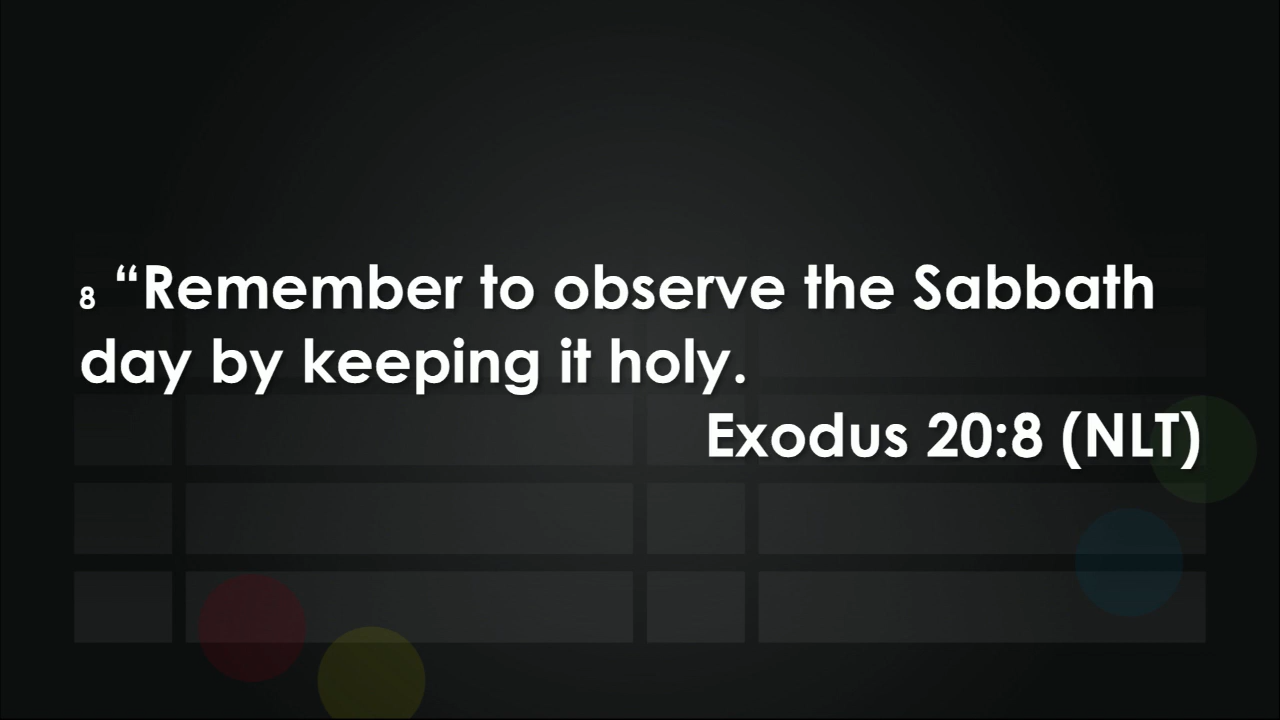 8 “Remember to observe the Sabbath
day by keeping it holy.
Exodus 20:8 (NLT)